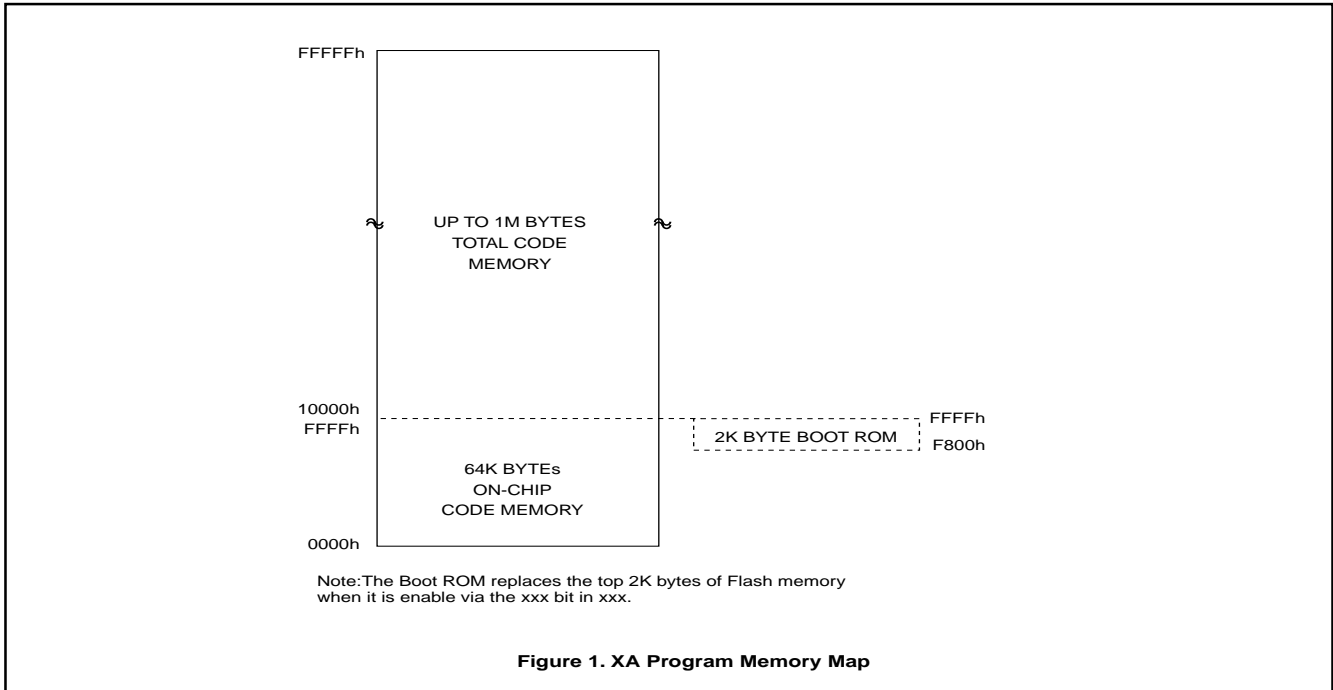 FFFFFh
UP TO 1M BYTES
TOTAL CODE
MEMORY
10000h
FFFFh
FFFFh
2K BYTE BOOT ROM
F800h
64K BYTEs
ON-CHIP
CODE MEMORY
0000h
Note:The Boot ROM replaces the top 2K bytes of Flash memory
when it is enable via the xxx bit in xxx.
Figure 1. XA Program Memory Map